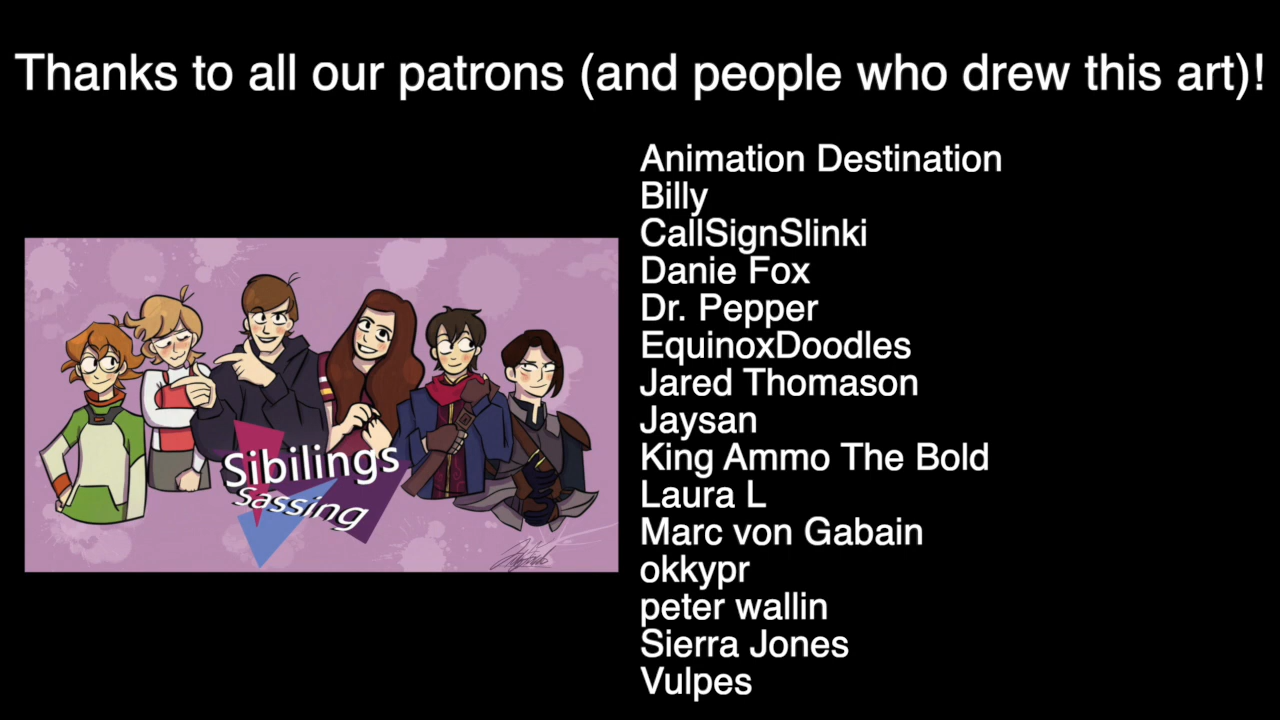 Thanks to all our patrons (and people who drew this art)!
Sibilings
sassing
Animation Destination
Billy
CallSignSlinki
Danie Fox
Dr. Pepper
EquinoxDoodles
Jared Thomason
Jaysan
King Ammo The Bold
Laura L
Marc von Gabain
okkypr
peter wallin
Sierra Jones
Vulpes